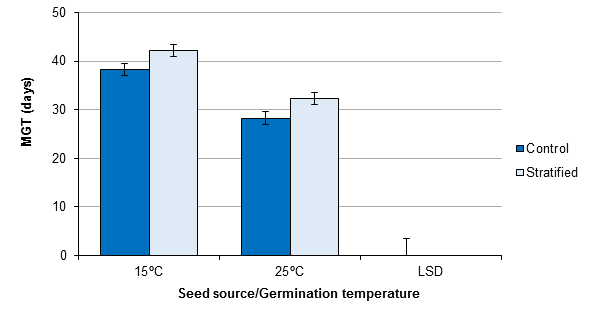 50
40
30
20
10
0
MGT (days)
15ºC
25ºC
LSD
Seed source/Germination temperature
Control
Stratified